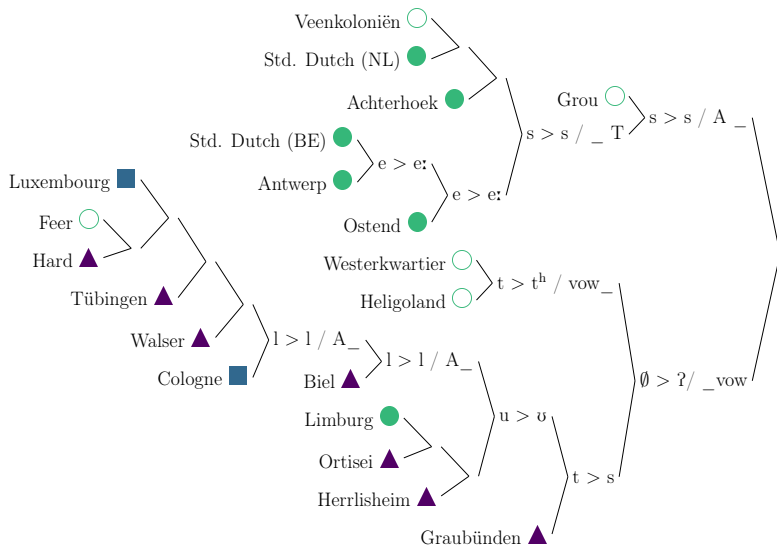 Veenkoloniën
Std. Dutch (NL)
Achterhoek
Grou
s > s / A _
Std. Dutch (BE)
s > s / _ T
e > eː
Luxembourg
Antwerp
e > eː
Feer
Ostend
Hard
Westerkwartier
Tübingen
t > tʰ / vow_
Heligoland
Walser
l > l / A_
l > l / A_
Cologne
Biel
∅ > ʔ/ _vow
Limburg
u > ʊ
Ortisei
t > s
Herrlisheim
Graubünden